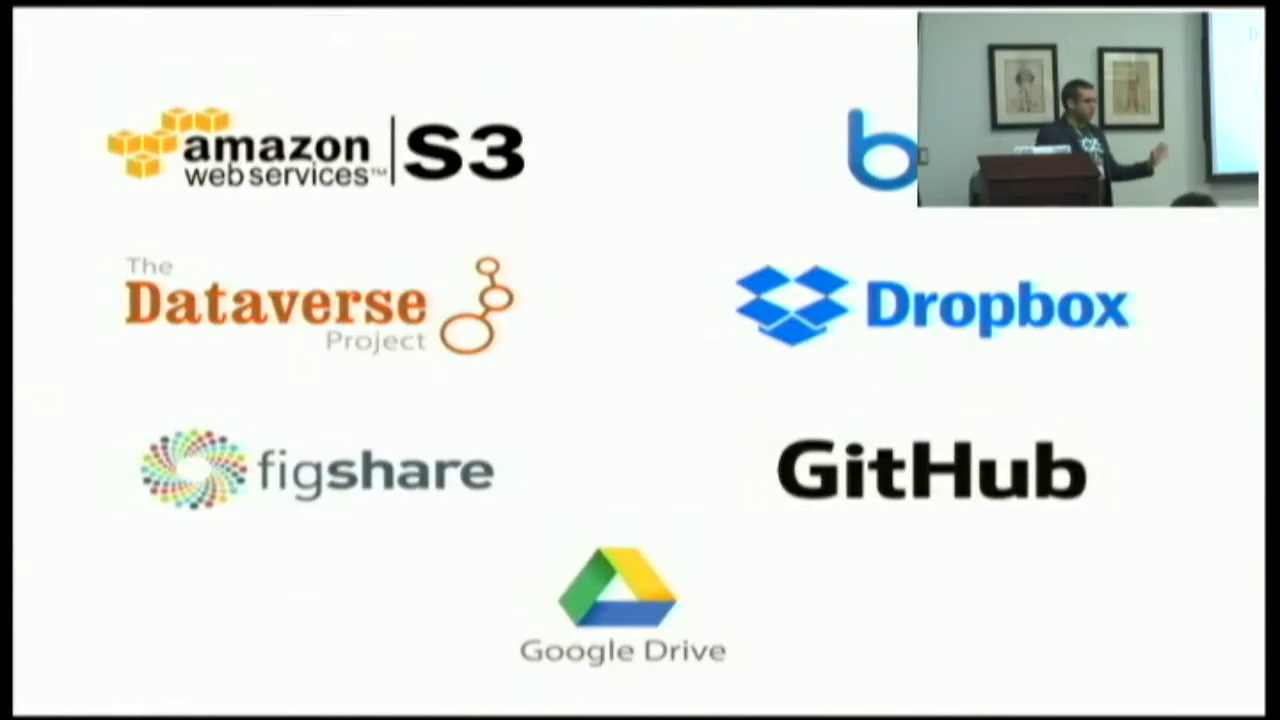 amazon
web services™
S3
b
The
Dataverse
Project
Dropbox
figshare
GitHub
Google Drive